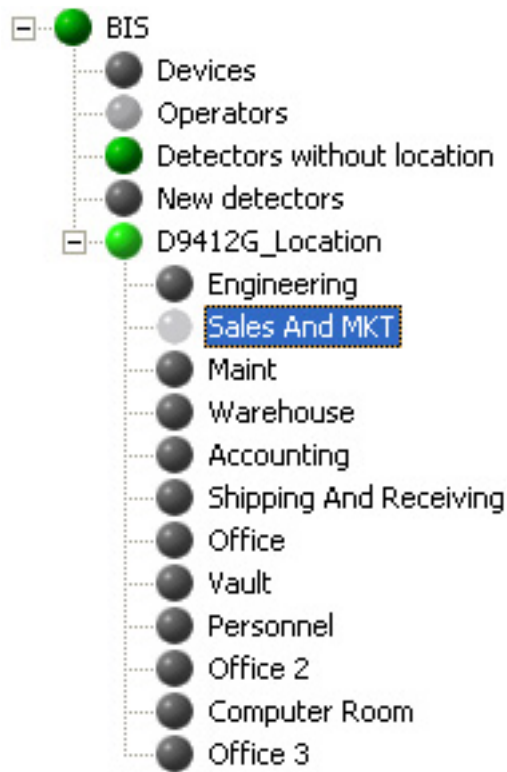 BIS
Devices
Operators
Detectors without location
New detectors
D9412G_Location
Engineering
Sales And MKT
Maint
Warehouse
Accounting
Shipping And Receiving
Office
Vault
Personnel
Office 2
Computer Room
Office 3